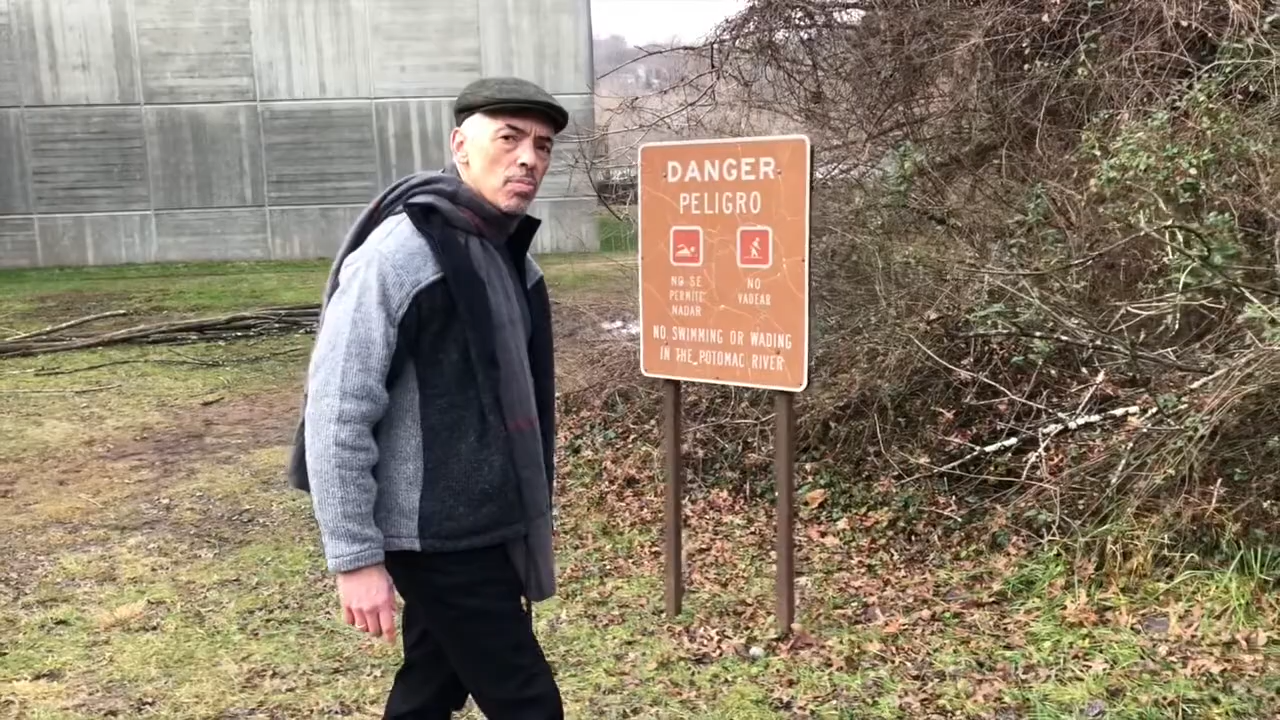 DANGER
PELIGRO
NO SE
PERMITE
NADAR
NO
VADEAR
NO SWIMMING OR WADING
IN THE POTOMAC RIVER